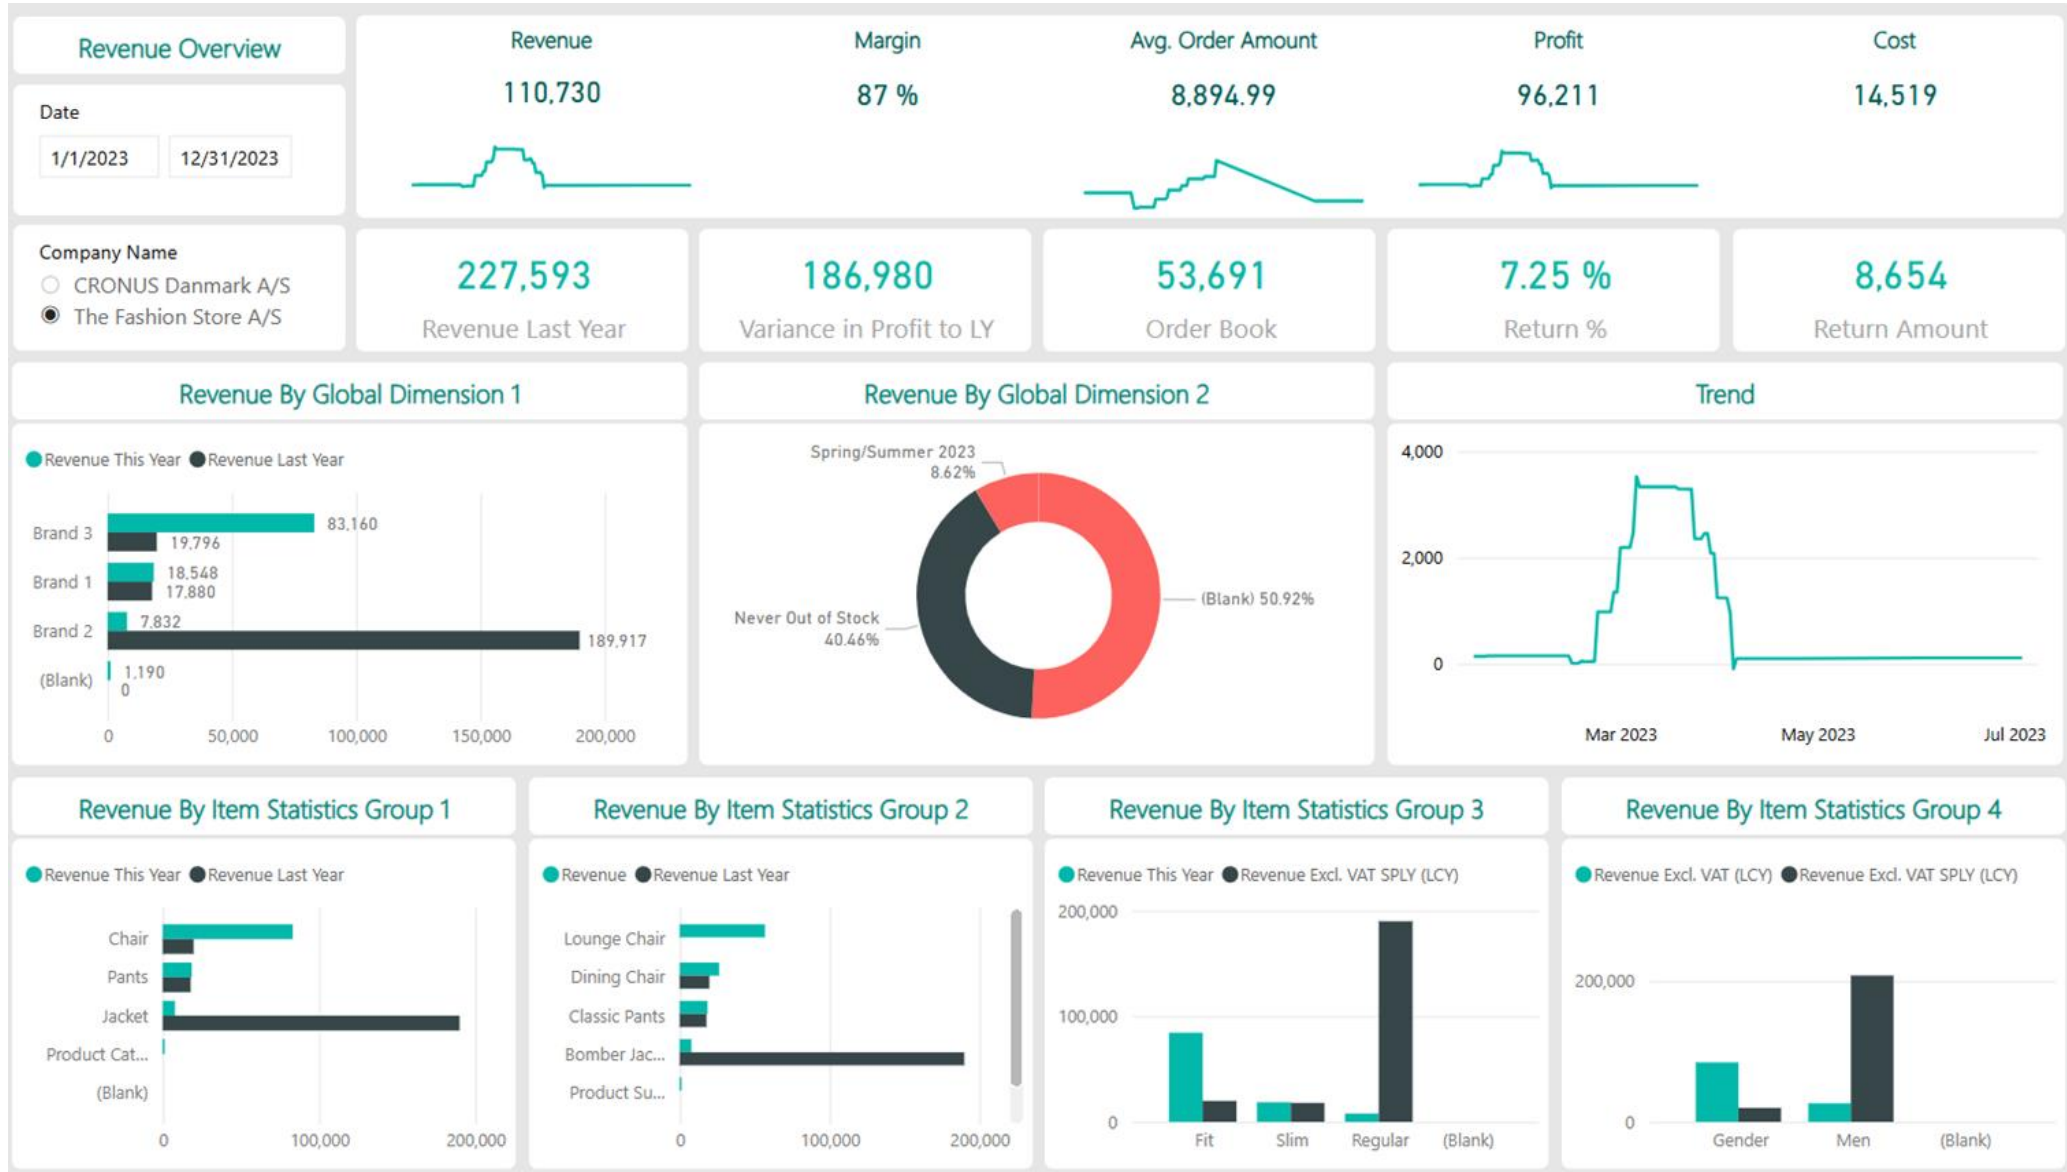 Revenue Overview
Date
1/1/2023 12/31/2023
Revenue
110,730
Margin
87 %
Avg. Order Amount
8,894.99
Profit
96,211
Cost
14,519
Company Name
CRONUS Danmark A/S
The Fashion Store A/S
227,593
Revenue Last Year
186,980
Variance in Profit to LY
53,691
Order Book
7.25 %
Return %
8,654
Return Amount
Revenue By Global Dimension 1
Revenue This Year Revenue Last Year
Brand 3
83,160
19,796
Brand 1
18,548
17,880
Brand 2
7,832
189,917
(Blank)
1,190
0
0 50,000 100,000 150,000 200,000
Revenue By Global Dimension 2
Spring/Summer 2023
8.62%
(Blank) 50.92%
Never Out of Stock
40.46%
Trend
4,000
2,000
0
Mar 2023 May 2023 Jul 2023
Revenue By Item Statistics Group 1
Revenue This Year Revenue Last Year
Chair
Pants
Jacket
Product Cat...
(Blank)
0 100,000 200,000
Revenue By Item Statistics Group 2
Revenue Revenue Last Year
Lounge Chair
Dining Chair
Classic Pants
Bomber Jac...
Product Su...
0 100,000 200,000
Revenue By Item Statistics Group 3
Revenue This Year Revenue Excl. VAT SPLY (LCY)
200,000
100,000
0
Fit Slim Regular (Blank)
Revenue By Item Statistics Group 4
Revenue Excl. VAT (LCY) Revenue Excl. VAT SPLY (LCY)
200,000
0
Gender Men (Blank)